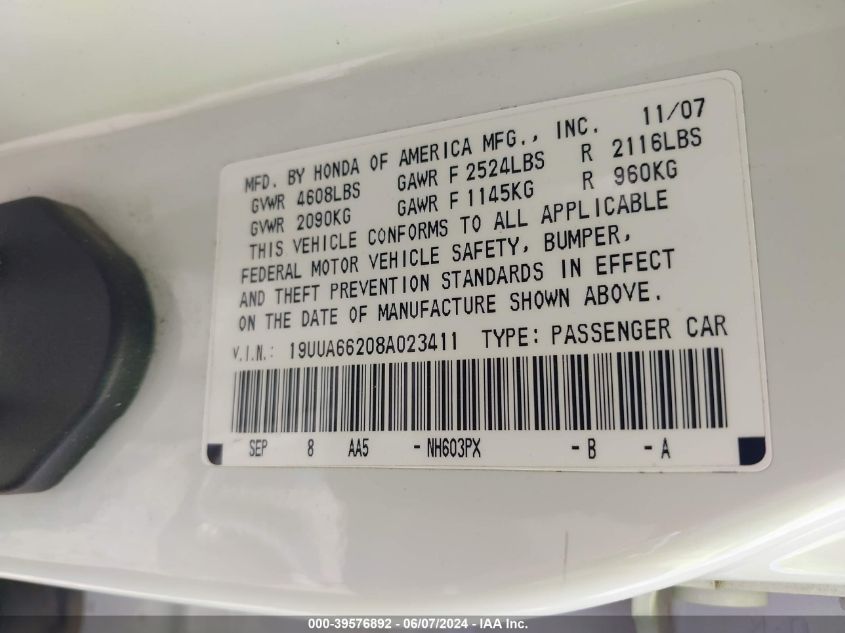 MFD. BY HONDA OF AMERICA MFG., INC. 11/07
GVWR 4608LBS GAWR F 2524LBS R 2116LBS
GVWR 2090KG GAWR F 1145KG R 960KG
THIS VEHICLE CONFORMS TO ALL APPLICABLE
FEDERAL MOTOR VEHICLE SAFETY, BUMPER,
AND THEFT PREVENTION STANDARDS IN EFFECT
ON THE DATE OF MANUFACTURE SHOWN ABOVE.
V.I.N.: 19UUA66208A023411 TYPE: PASSENGER CAR
SEP 8 AA5 -NH603PX -B -A
000-39576892 - 06/07/2024 - IAA Inc.